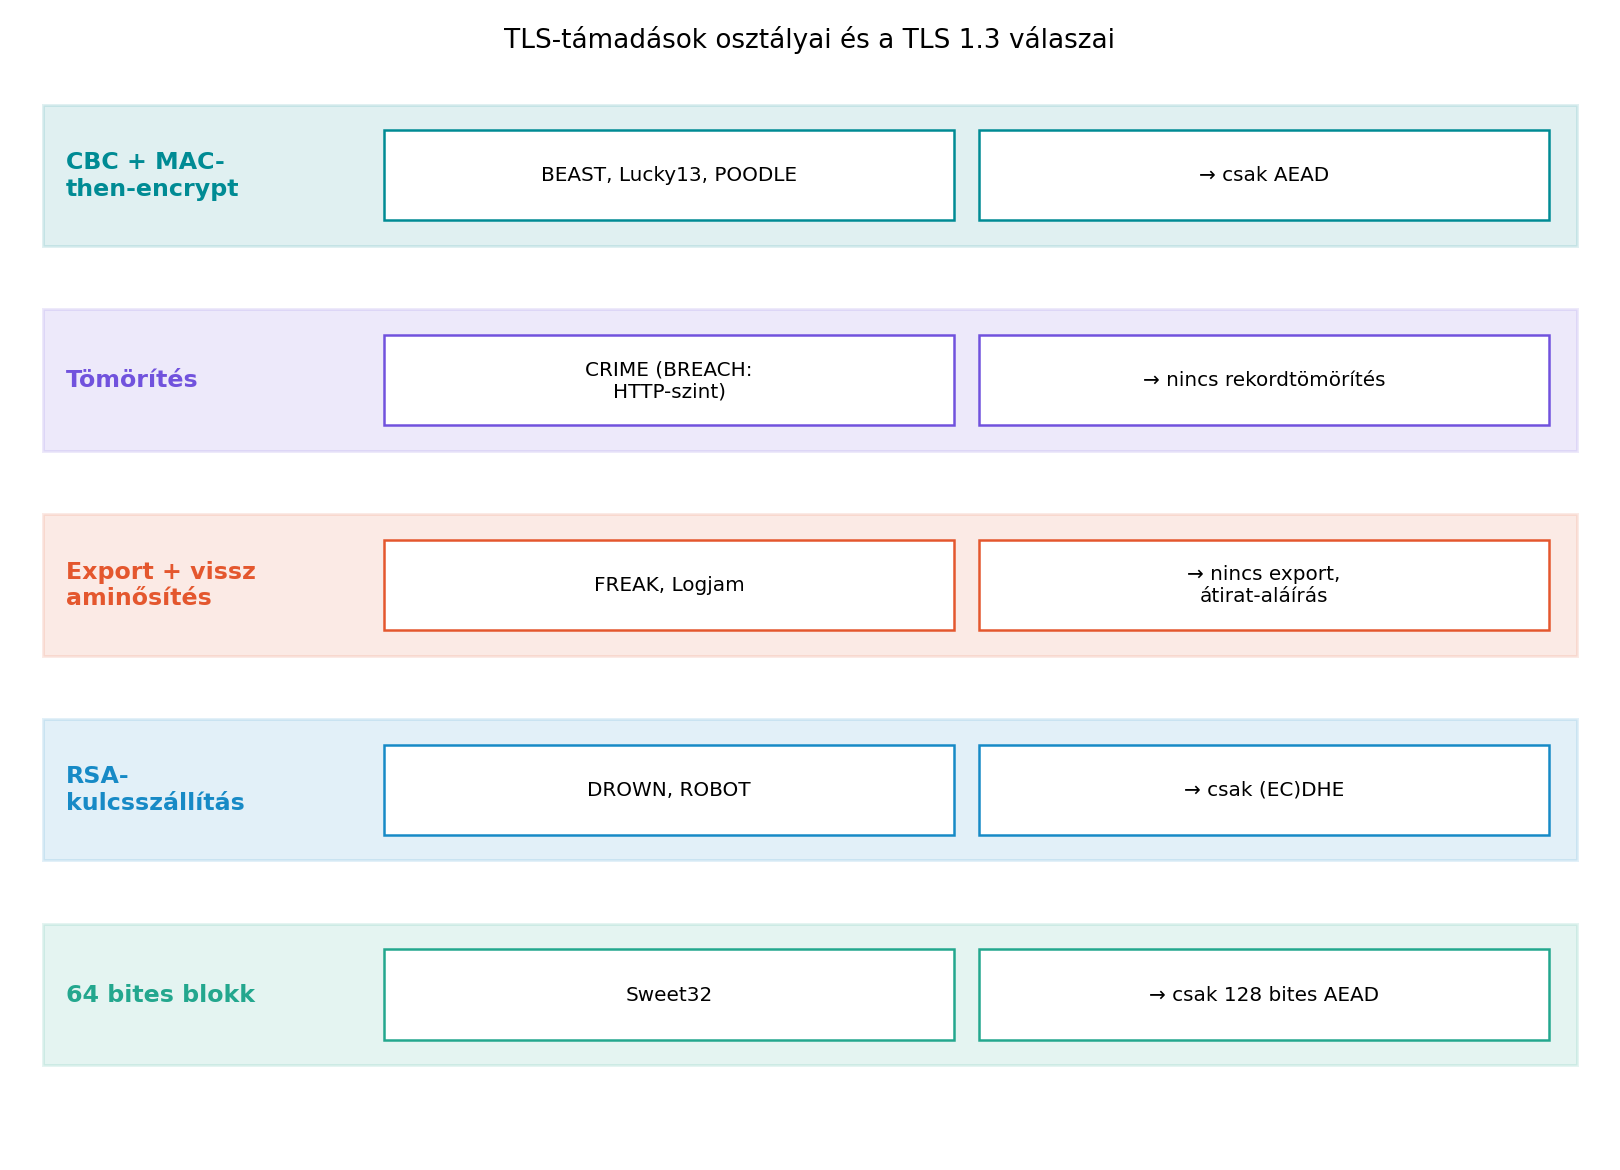 TLS-támadások osztályai és a TLS 1.3 válaszai
CBC + MAC-
then-encrypt
BEAST, Lucky13, POODLE
→ csak AEAD
Tömörítés
CRIME (BREACH:
HTTP-szint)
→ nincs rekordtömörítés
Export + vissz
aminősítés
FREAK, Logjam
→ nincs export,
átirat-aláírás
RSA-
kulcsszállítás
DROWN, ROBOT
→ csak (EC)DHE
64 bites blokk
Sweet32
→ csak 128 bites AEAD